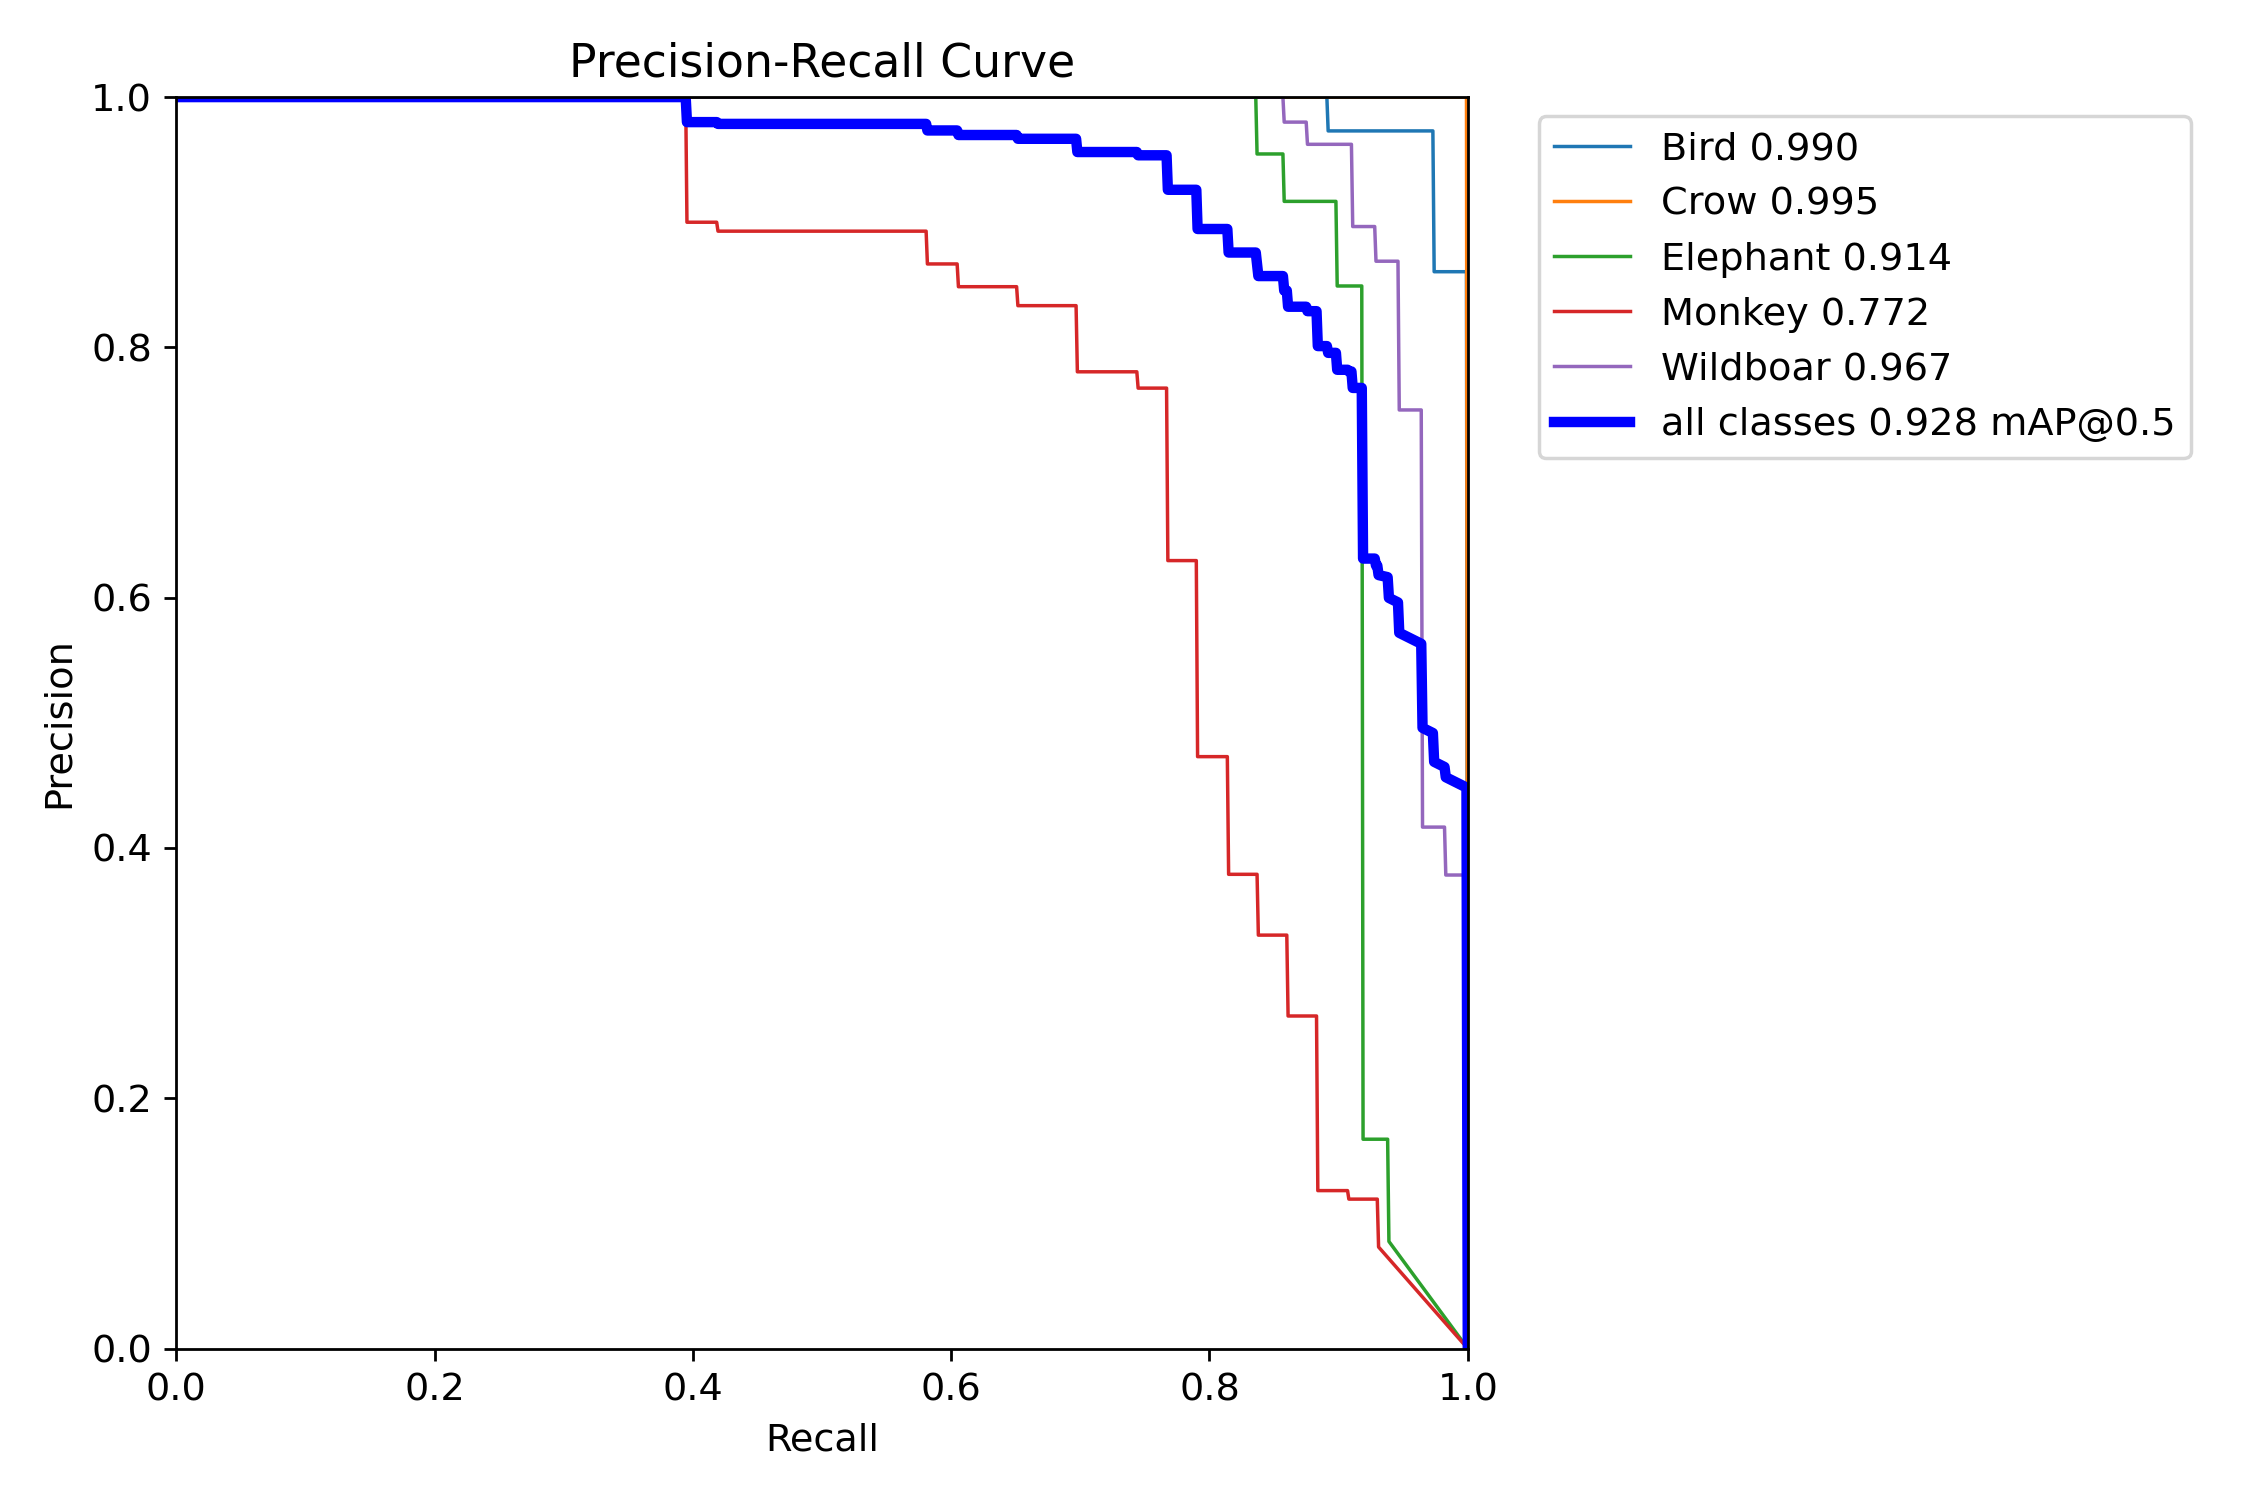 Precision-Recall Curve
1.0
0.8
0.6
0.4
0.2
0.0
Precision
0.0 0.2 0.4 0.6 0.8 1.0
Recall
Bird 0.990
Crow 0.995
Elephant 0.914
Monkey 0.772
Wildboar 0.967
all classes 0.928 mAP@0.5